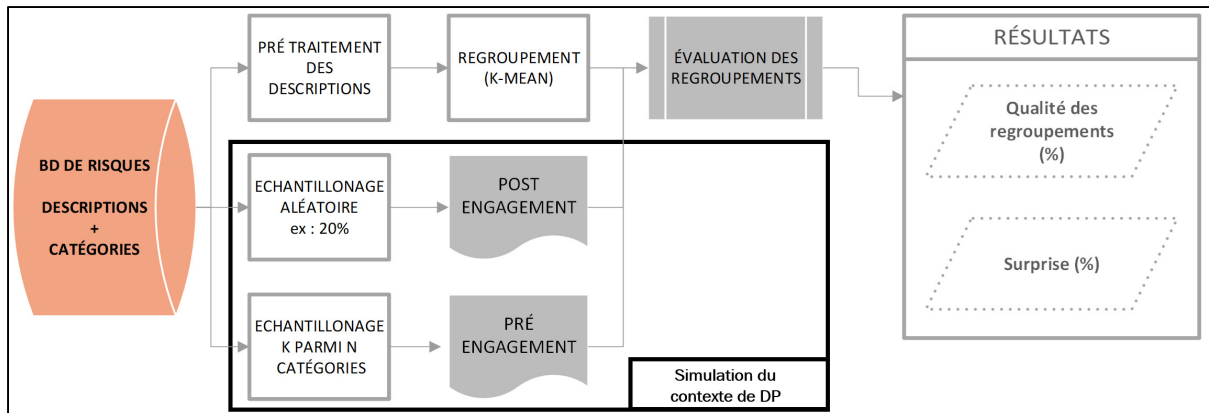 BD DE RISQUES
DESCRIPTIONS
+
CATÉGORIES
PRÉ TRAITEMENT
DES
DESCRIPTIONS
REGROUPEMENT
(K-MEAN)
ÉVALUATION DES
REGROUPEMENTS
ECHANTILLONAGE
ALÉATOIRE
ex : 20%
POST
ENGAGEMENT
ECHANTILLONAGE
K PARMI N
CATÉGORIES
PRÉ
ENGAGEMENT
Simulation du
contexte de DP
RÉSULTATS
Qualité des
regroupements
(%)
Surprise (%)